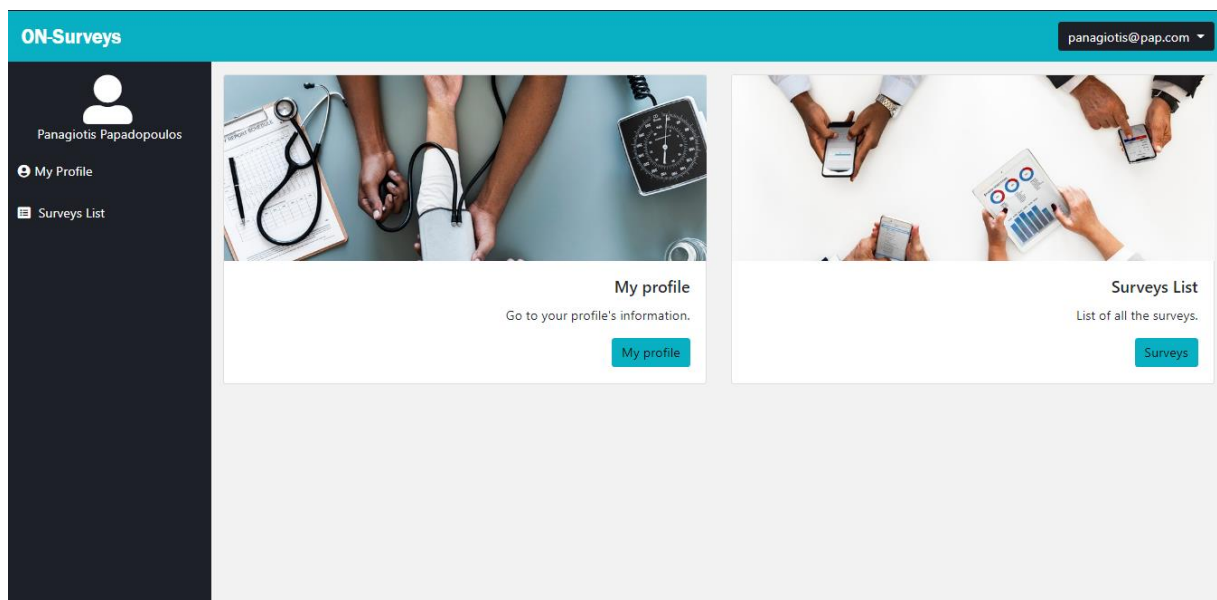 ON-Surveys
panagiotis@pap.com
Panagiotis Papadopoulos
My Profile
Surveys List
My profile
Go to your profile's information.
My profile
Surveys List
List of all the surveys.
Surveys